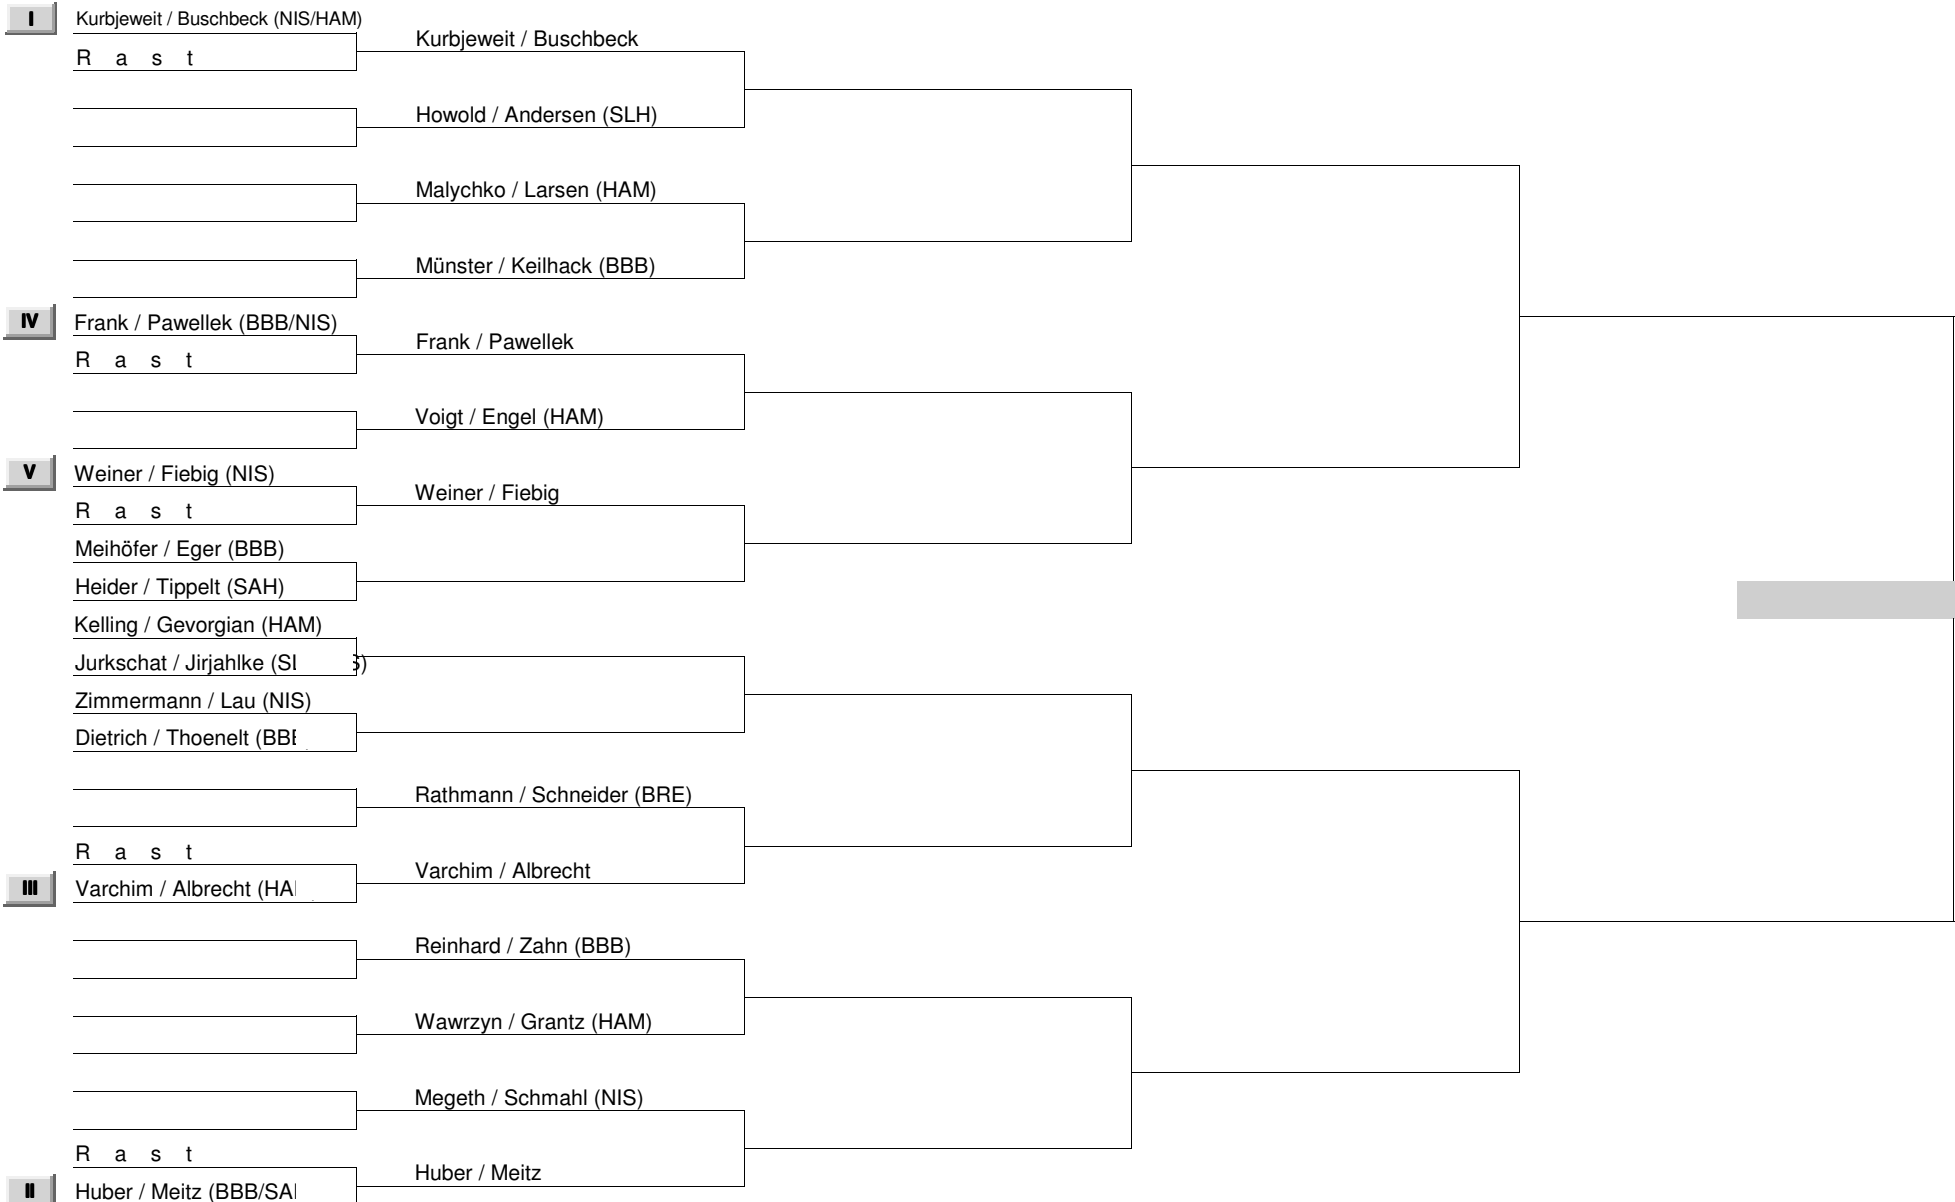 I Kurbjeweit / Buschbeck (NIS/HAM)
Kurbjeweit / Buschbeck
R a s t
Howold / Andersen (SLH)
Malychko / Larsen (HAM)
Münster / Keilhack (BBB)
IV Frank / Pawellek (BBB/NIS)
Frank / Pawellek
R a s t
Voigt / Engel (HAM)
V Weiner / Fiebig (NIS)
Weiner / Fiebig
R a s t
Meihöfer / Eger (BBB)
Heider / Tippelt (SAH)
Kelling / Gevorgian (HAM)
Jurkschat / Jirjahlke
Zimmermann / Lau (NIS)
Dietrich / Thoenelt
Rathmann / Schneider (BRE)
R a s t
Varchim / Albrecht
III Varchim / Albrecht
Reinhard / Zahn (BBB)
Wawrzyn / Grantz (HAM)
Megeth / Schmahl (NIS)
R a s t
Huber / Meitz
II Huber / Meitz